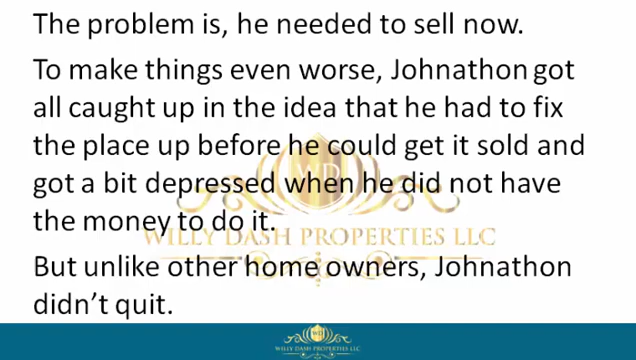 The problem is, he needed to sell now.
To make things even worse, Johnathon got
all caught up in the idea that he had to fix
the place up before he could get it sold and
got a bit depressed when he did not have
the money to do it.
WILLY DASH PROPERTIES LLC
But unlike other home owners, Johnathon
didn't quit.
WILLY DASH PROPERTIES LLC